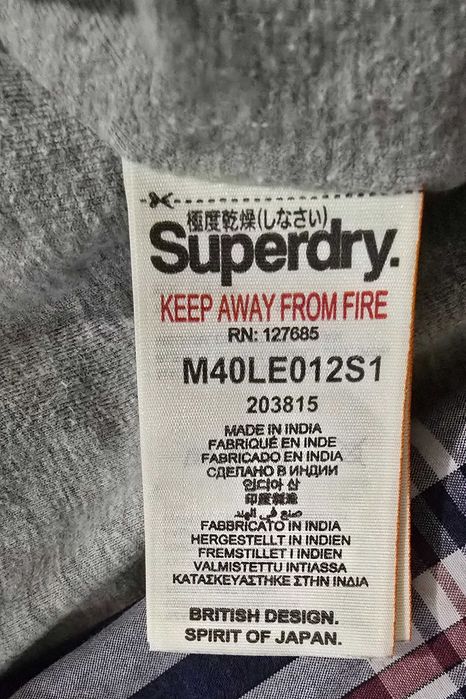 極度乾燥(しなさい)
Superdry.
KEEP AWAY FROM FIRE
RN: 127685
M40LE012S1
203815
MADE IN INDIA
FABRIQUÉ EN INDE
FABRICADO EN INDIA
СДЕЛАНО В ИНДИИ
인디아 산
印度製造
صنع في الهند
FABBRICATO IN INDIA
HERGESTELLT IN INDIEN
FREMSTILLET I INDIEN
VALMISTETTU INTIASSA
ΚΑΤΑΣΚΕΥΑΣΤΗΚΕ ΣΤΗΝ ΙΝΔΙΑ
BRITISH DESIGN.
SPIRIT OF JAPAN.